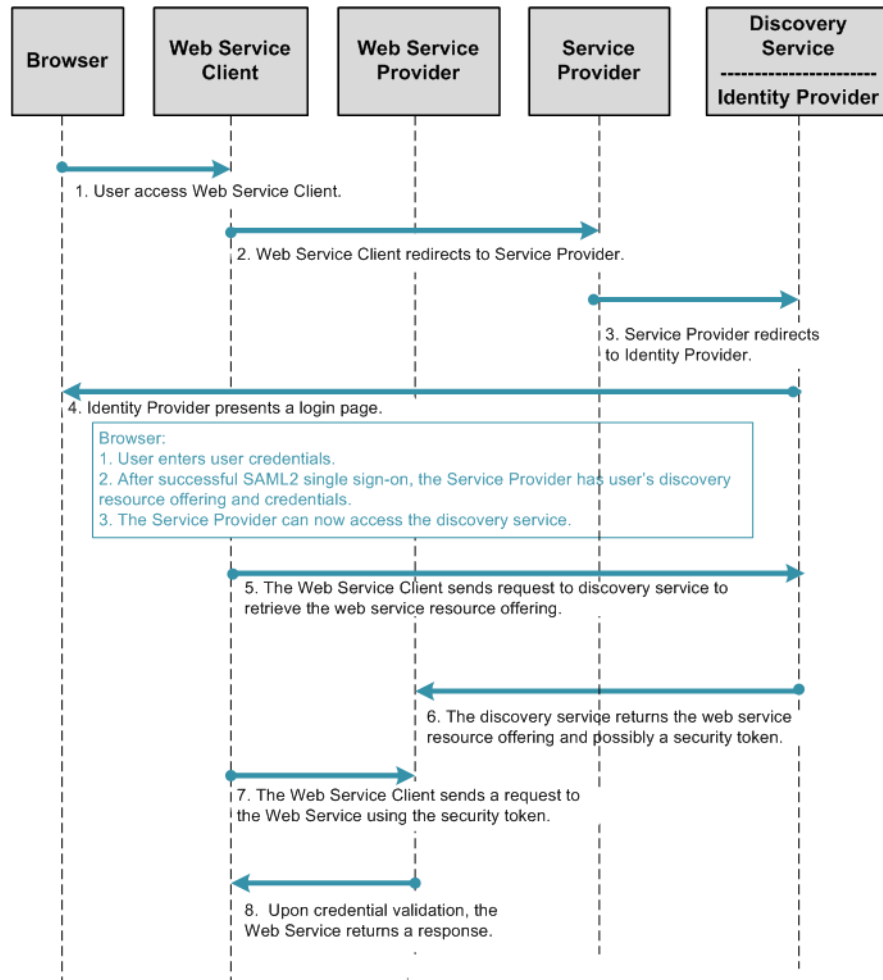 Browser
Web Service
Client
Web Service
Provider
Service
Provider
Discovery
Service
-----------------------
Identity Provider
1. User access Web Service Client.
2. Web Service Client redirects to Service Provider.
3. Service Provider redirects
to Identity Provider.
4. Identity Provider presents a login page.
Browser:
1. User enters user credentials.
2. After successful SAML2 single sign-on, the Service Provider has user's discovery
resource offering and credentials.
3. The Service Provider can now access the discovery service.
5. The Web Service Client sends request to discovery service to
retrieve the web service resource offering.
6. The discovery service returns the web service
resource offering and possibly a security token.
7. The Web Service Client sends a request to
the Web Service using the security token.
8. Upon credential validation, the
Web Service returns a response.